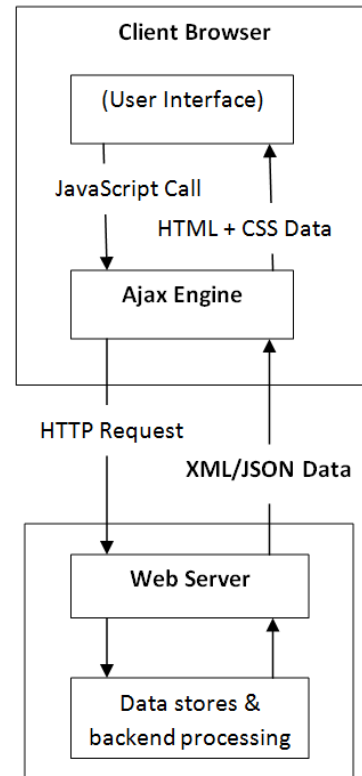 Client Browser
(User Interface)
JavaScript Call
HTML + CSS Data
Ajax Engine
HTTP Request
XML/JSON Data
Web Server
Data stores &
backend processing